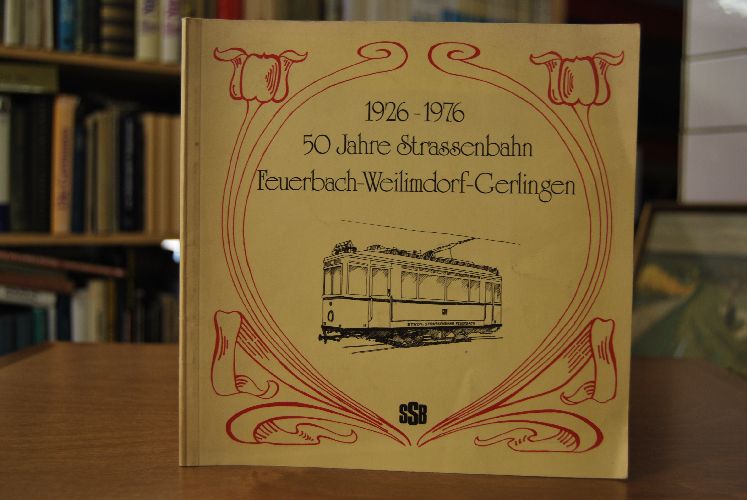 1926-1976
50 Jahre Strassenbahn
Feuerbach-Weilimdorf-Gerlingen
SSB